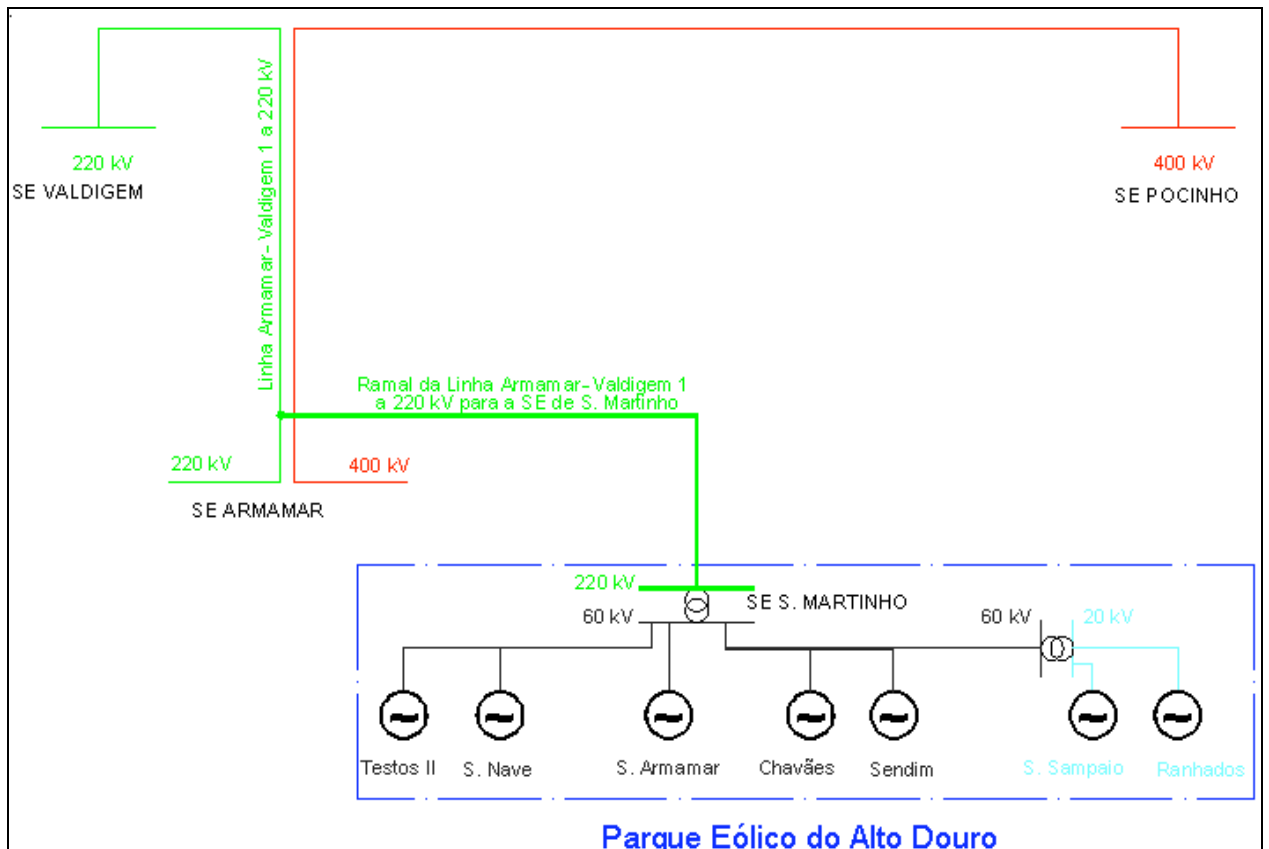 Linha Armamar-Valdigem 1 a 220 kV
220 kV
SE VALDIGEM
400 kV
SE POCINHO
Ramal da Linha Armamar-Valdigem 1
a 220 kV para a SE de S. Martinho
220 kV
400 kV
SE ARMAMAR
220 kV
SE S. MARTINHO
60 kV
60 kV
20 kV
Testos II
S. Nave
S. Armamar
Chavães
Sendim
S. Sampaio
Ranhados
Parque Eólico do Alto Douro